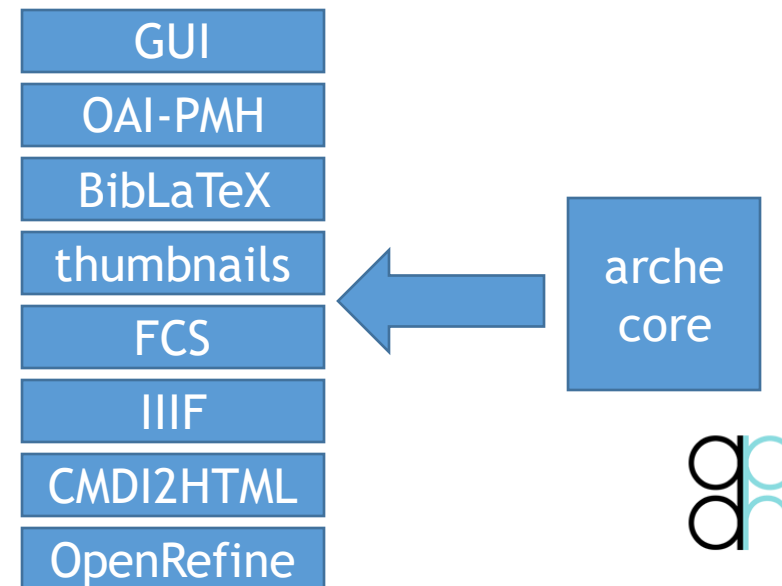 GUI
OAI-PMH
BibLaTeX
thumbnails
FCS
IIIF
CMDI2HTML
OpenRefine
arche
core